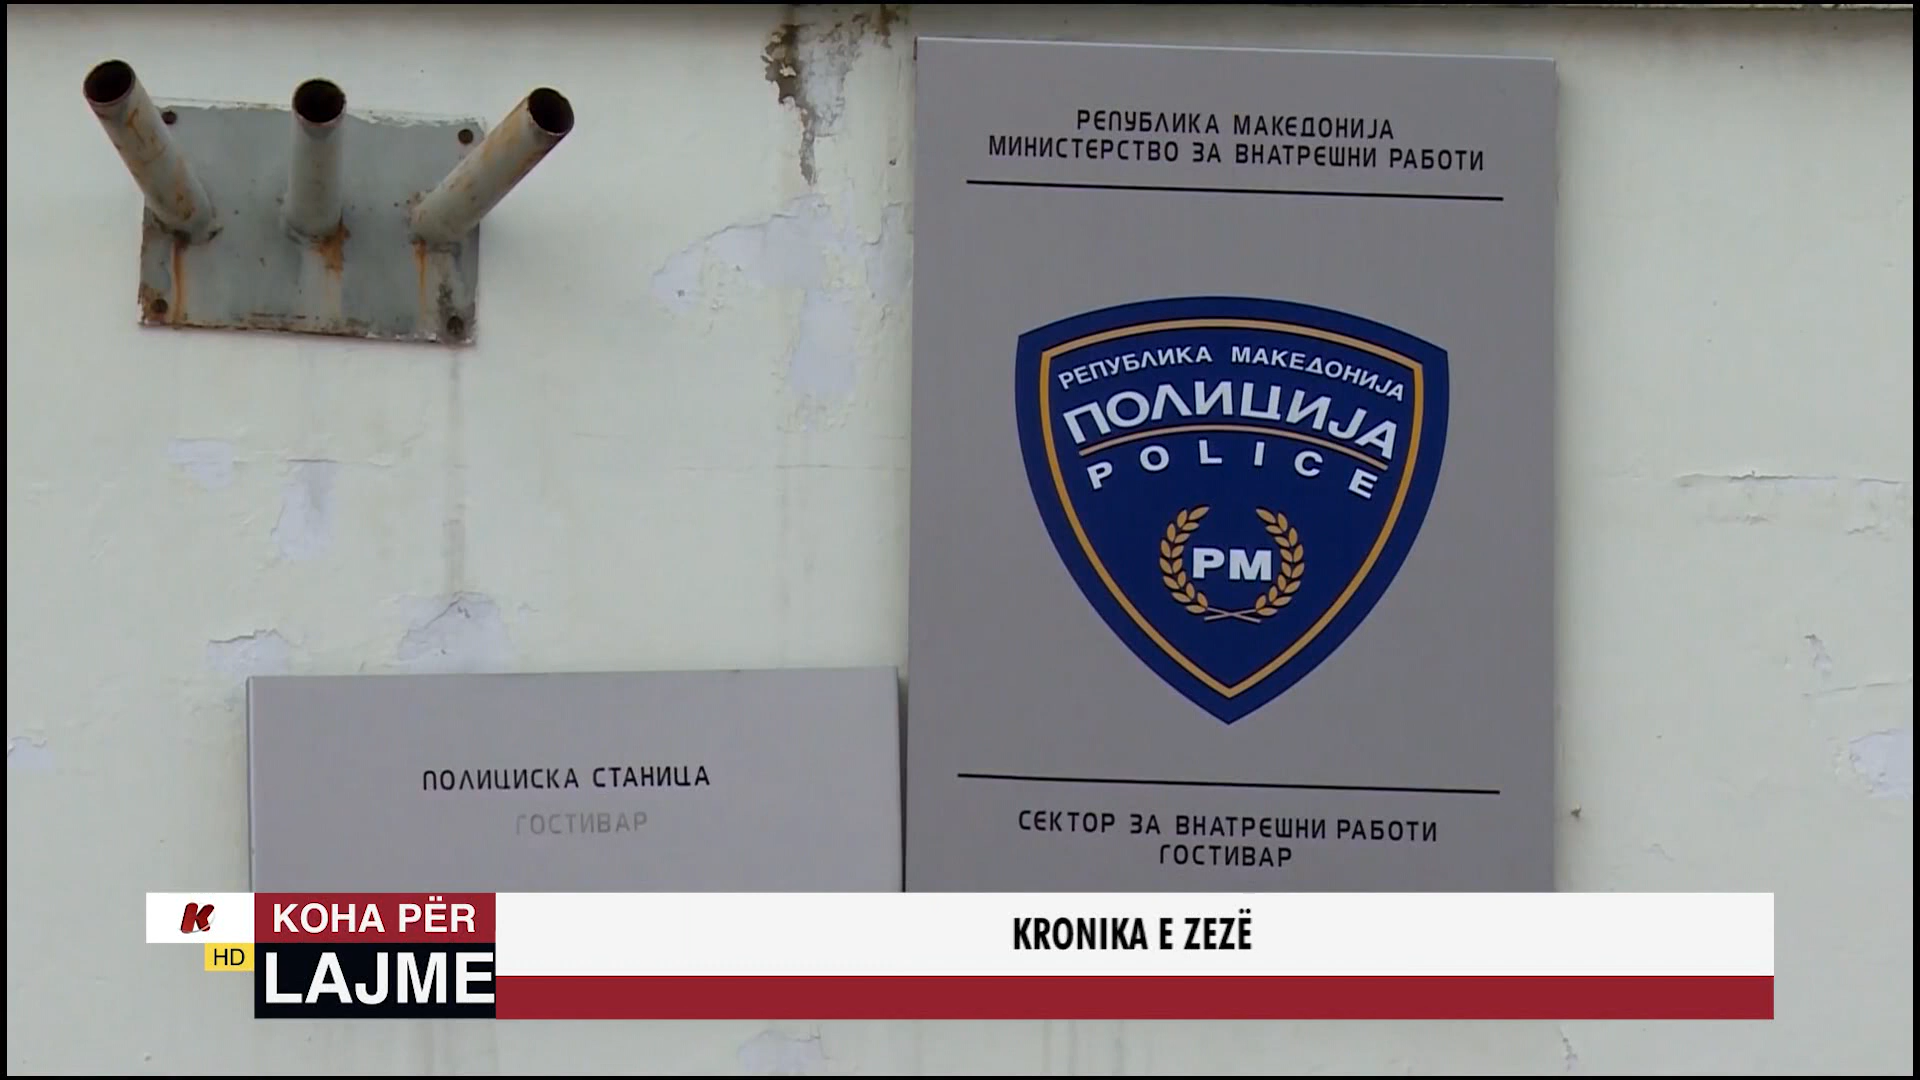 РЕПУБЛИКА МАКЕДОНИЈА
МИНИСТЕРСТВО ЗА ВНАТРЕШНИ РАБОТИ
РЕПУБЛИКА МАКЕДОНИЈА
ПОЛИЦИЈА
POLICE
РМ
ПОЛИЦИСКА СТАНИЦА
ГОСТИВАР
СЕКТОР ЗА ВНАТРЕШНИ РАБОТИ
ГОСТИВАР
K
HD
KOHA PËR
LAJME
KRONIKA E ZEZË